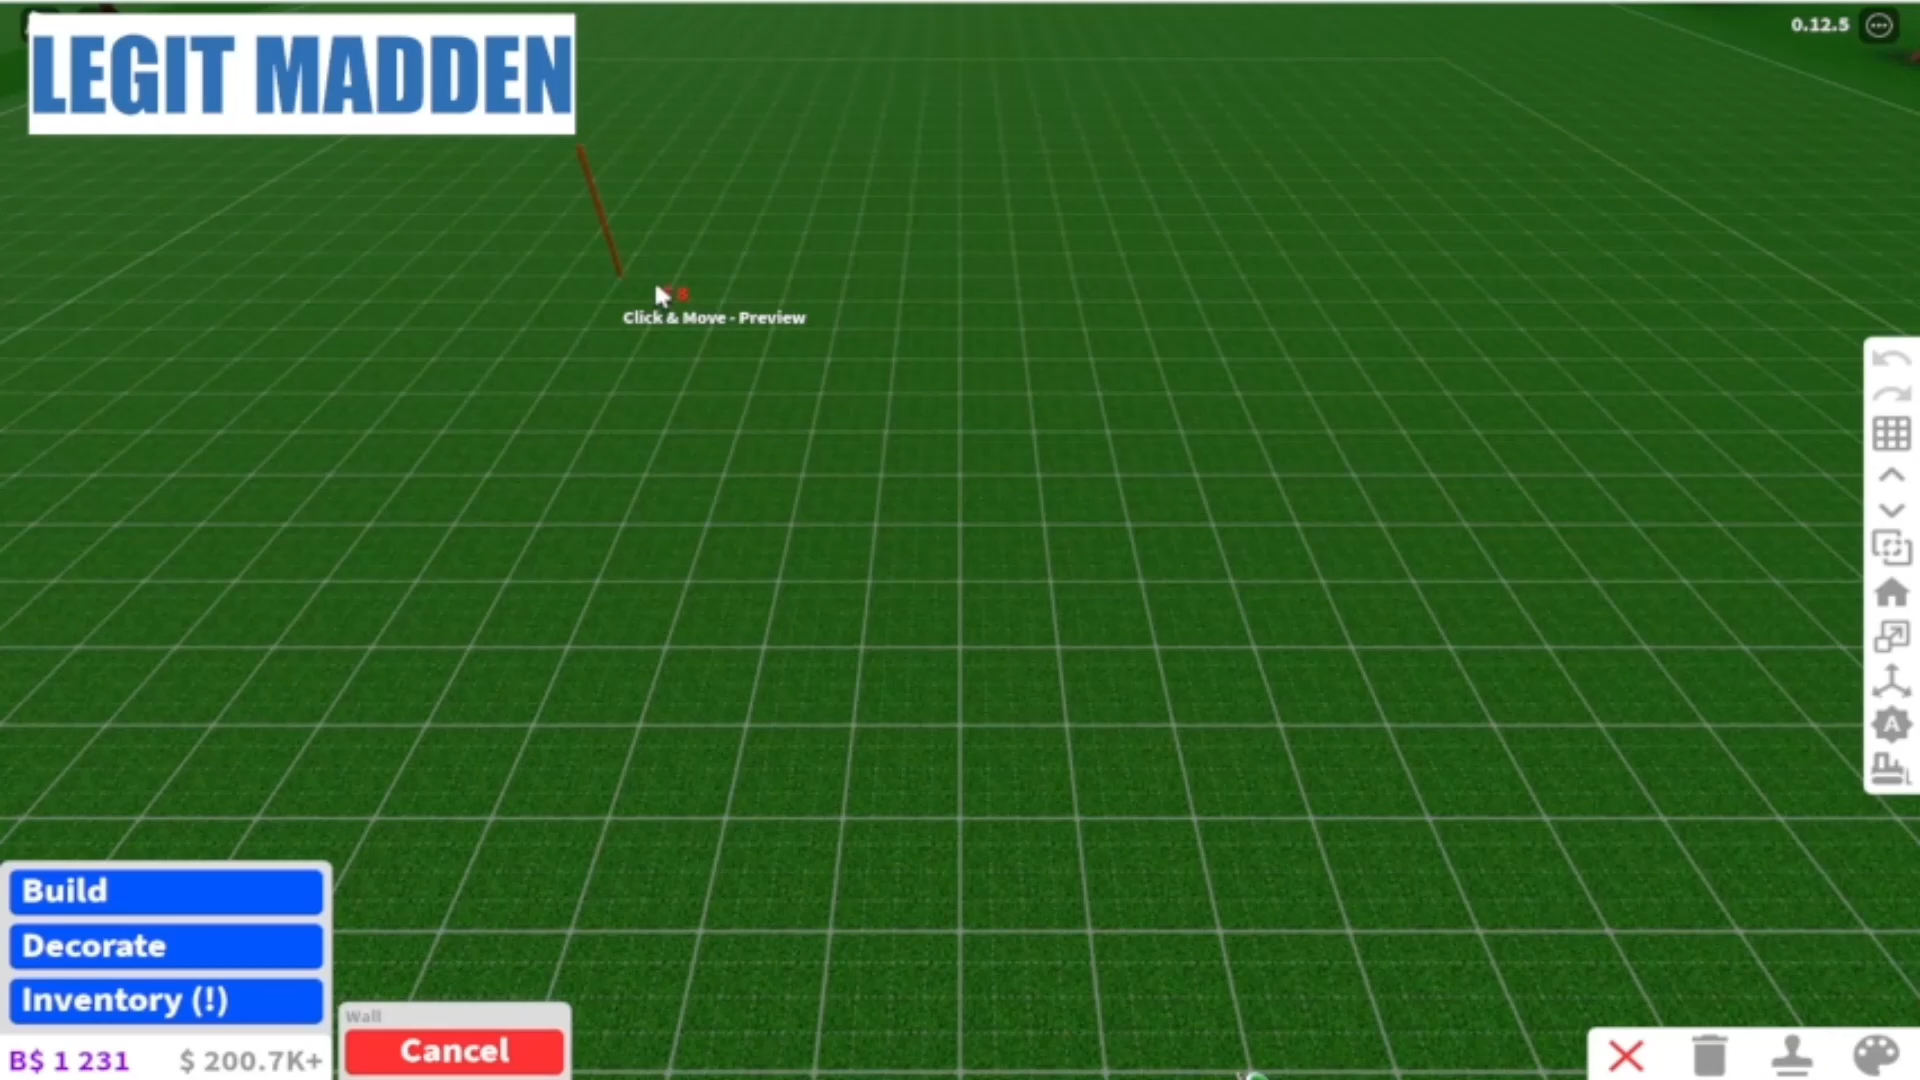 LEGIT MADDEN
0.12.5
Click & Move - Preview
Build
Decorate
Inventory (!)
Wall
Cancel
B$ 1 231
$ 200.7K+
A